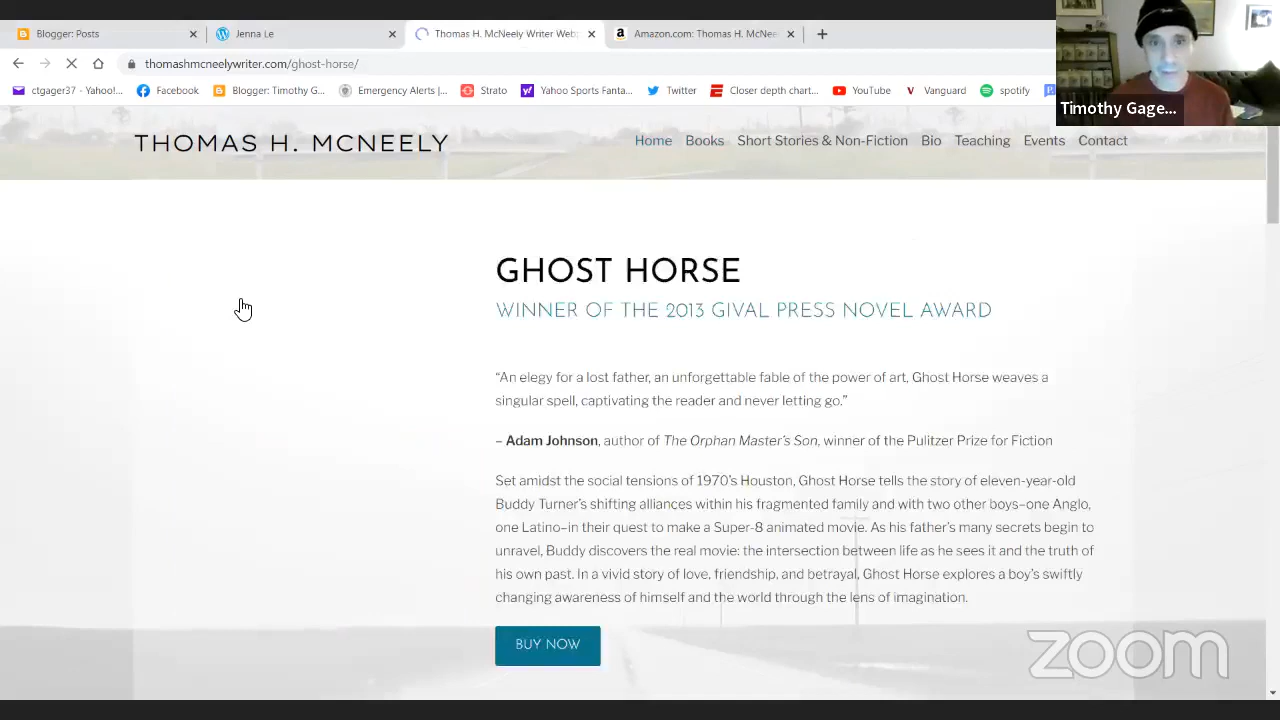 Blogger: Posts
Jenna Le
Thomas H. McNeely Writer Web
Amazon.com: Thomas H. McNee
thomashmcneelywriter.com/ghost-horse/
ctgager37 - Yahoo!...
Facebook
Blogger: Timothy G...
Emergency Alerts |...
Strato
Yahoo Sports Fanta...
Twitter
Closer depth chart...
YouTube
Vanguard
spotify
Timothy Gage...
THOMAS H. MCNEELY
Home Books Short Stories & Non-Fiction Bio Teaching Events Contact
GHOST HORSE
WINNER OF THE 2013 GIVAL PRESS NOVEL AWARD
“An elegy for a lost father, an unforgettable fable of the power of art, Ghost Horse weaves a
singular spell, captivating the reader and never letting go.”
– Adam Johnson, author of The Orphan Master’s Son, winner of the Pulitzer Prize for Fiction
Set amidst the social tensions of 1970’s Houston, Ghost Horse tells the story of eleven-year-old
Buddy Turner’s shifting alliances within his fragmented family and with two other boys–one Anglo,
one Latino–in their quest to make a Super-8 animated movie. As his father’s many secrets begin to
unravel, Buddy discovers the real movie: the intersection between life as he sees it and the truth of
his own past. In a vivid story of love, friendship, and betrayal, Ghost Horse explores a boy’s swiftly
changing awareness of himself and the world through the lens of imagination.
BUY NOW
zoom